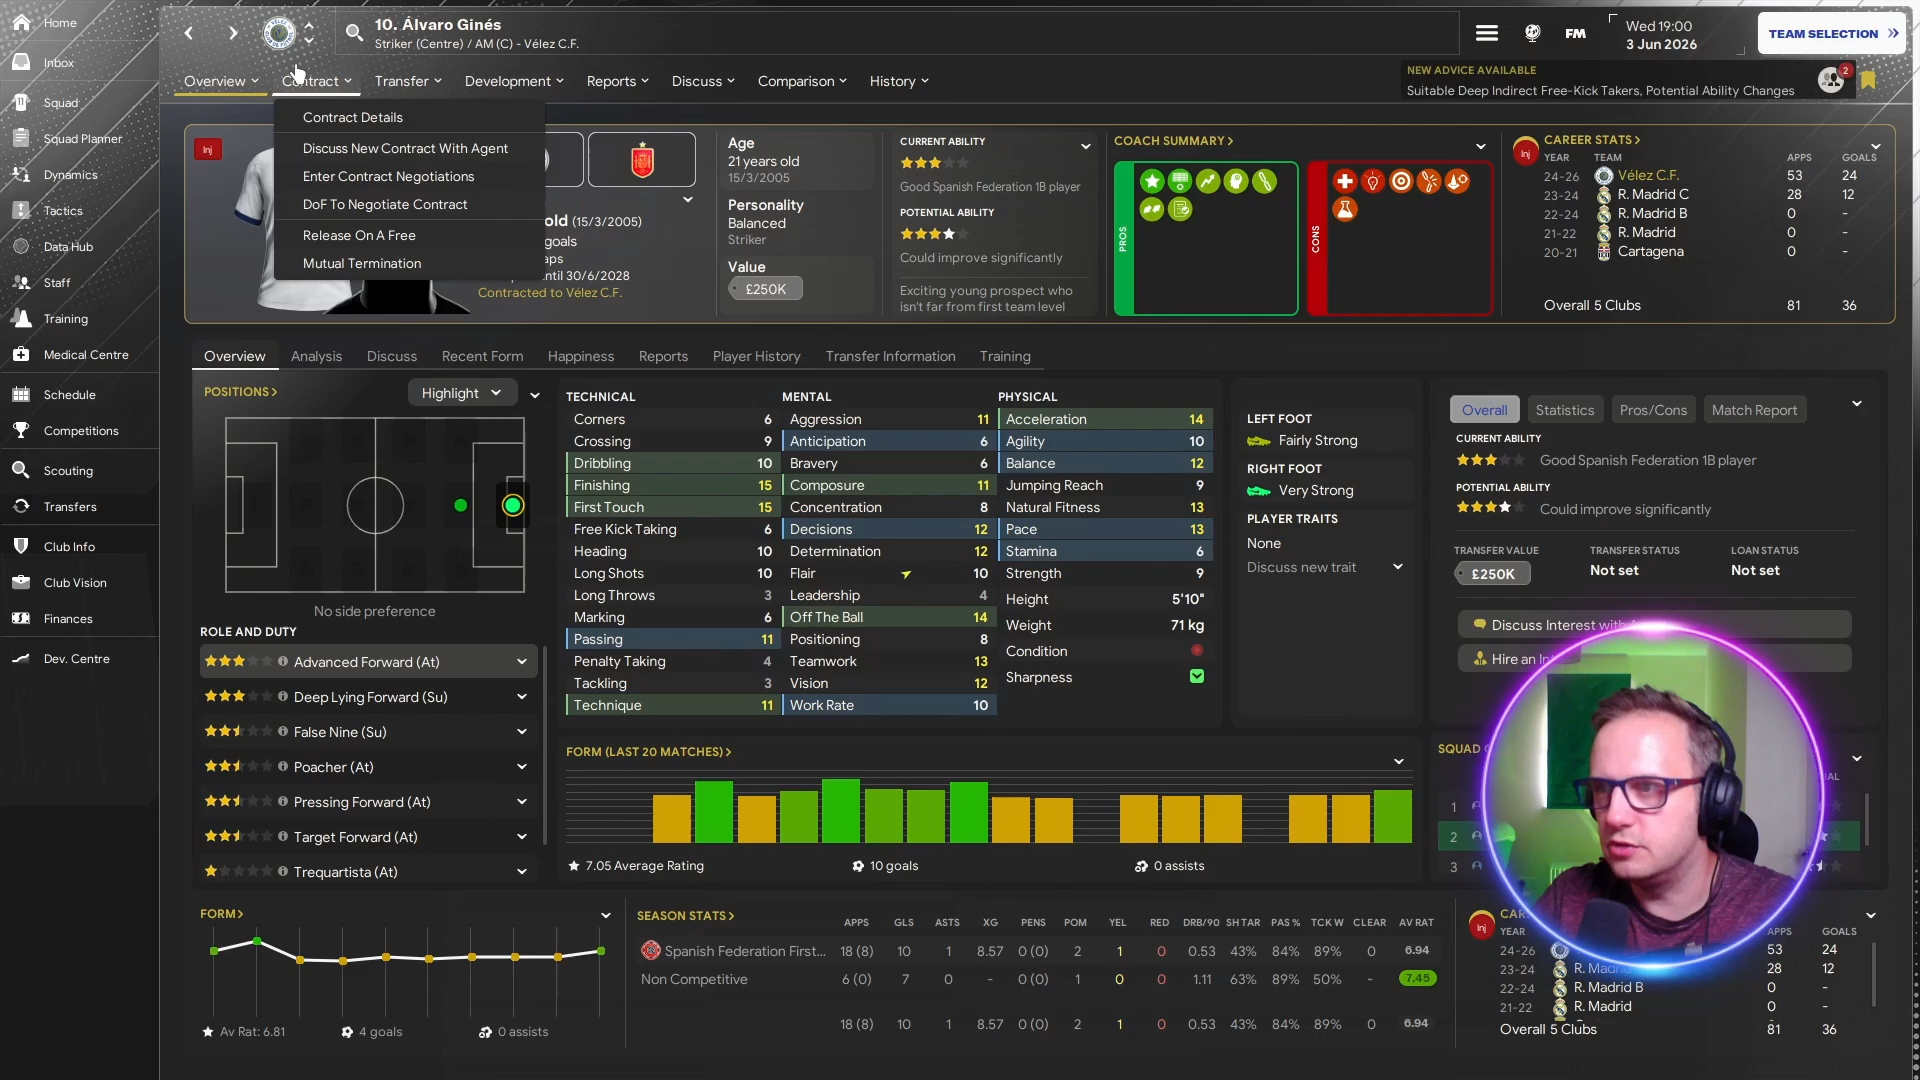 Home
Inbox
Squad
Squad Planner
Dynamics
Tactics
Data Hub
Staff
Training
Medical Centre
Schedule
Competitions
Scouting
Transfers
Club Info
Club Vision
Finances
Dev. Centre
10. Álvaro Ginés
Striker (Centre) / AM (C) - Vélez C.F.
FM
Wed 19:00
3 Jun 2026
TEAM SELECTION
Overview
Contract
Transfer
Development
Reports
Discuss
Comparison
History
NEW ADVICE AVAILABLE
Suitable Deep Indirect Free-Kick Takers, Potential Ability Changes
2
Contract Details
Discuss New Contract With Agent
Enter Contract Negotiations
DoF To Negotiate Contract
Release On A Free
Mutual Termination
Inj
old (15/3/2005)
goals
aps
until 30/6/2028
Contracted to Vélez C.F.
Age
21 years old
15/3/2005
Personality
Balanced
Striker
Value
£250K
CURRENT ABILITY
Good Spanish Federation 1B player
POTENTIAL ABILITY
Could improve significantly
Exciting young prospect who
isn't far from first team level
COACH SUMMARY
PROS
CONS
Inj
CAREER STATS
YEAR TEAM APPS GOALS
24-26 Vélez C.F. 53 24
23-24 R. Madrid C 28 12
22-24 R. Madrid B 0 -
21-22 R. Madrid 0 -
20-21 Cartagena 0 -
Overall 5 Clubs 81 36
Overview Analysis Discuss Recent Form Happiness Reports Player History Transfer Information Training
POSITIONS
Highlight
No side preference
ROLE AND DUTY
Advanced Forward (At)
Deep Lying Forward (Su)
False Nine (Su)
Poacher (At)
Pressing Forward (At)
Target Forward (At)
Trequartista (At)
TECHNICAL
Corners 6
Crossing 9
Dribbling 10
Finishing 15
First Touch 15
Free Kick Taking 6
Heading 10
Long Shots 10
Long Throws 3
Marking 6
Passing 11
Penalty Taking 4
Tackling 3
Technique 11
MENTAL
Aggression 11
Anticipation 6
Bravery 6
Composure 11
Concentration 8
Decisions 12
Determination 12
Flair 10
Leadership 4
Off The Ball 14
Positioning 8
Teamwork 13
Vision 12
Work Rate 10
PHYSICAL
Acceleration 14
Agility 10
Balance 12
Jumping Reach 9
Natural Fitness 13
Pace 13
Stamina 6
Strength 9
Height 5'10"
Weight 71 kg
Condition
Sharpness
LEFT FOOT
Fairly Strong
RIGHT FOOT
Very Strong
PLAYER TRAITS
None
Discuss new trait
Overall Statistics Pros/Cons Match Report
CURRENT ABILITY
Good Spanish Federation 1B player
POTENTIAL ABILITY
Could improve significantly
TRANSFER VALUE TRANSFER STATUS LOAN STATUS
£250K Not set Not set
Discuss Interest with
Hire an In
FORM (LAST 20 MATCHES)
7.05 Average Rating
10 goals
0 assists
SQUAD
1
2
3
FORM
Av Rat: 6.81
4 goals
0 assists
SEASON STATS
APPS GLS ASTS XG PENS POM YEL RED DRB/90 SH TAR PAS % TCK W CLEAR AV RAT
Spanish Federation First... 18 (8) 10 1 8.57 0 (0) 2 1 0 0.53 43% 84% 89% 0 6.94
Non Competitive 6 (0) 7 0 - 0 (0) 1 0 0 1.11 63% 89% 50% - 7.45
18 (8) 10 1 8.57 0 (0) 2 1 0 0.53 43% 84% 89% 0 6.94
Inj
CAR
YEAR APPS GOALS
24-26 53 24
23-24 R. Madrid 28 12
22-24 R. Madrid B 0 -
21-22 R. Madrid 0 -
Overall 5 Clubs 81 36